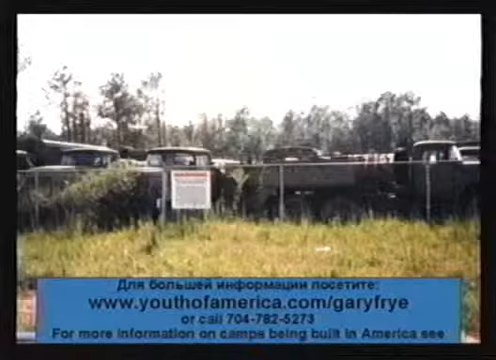 WARNING
Для большей информации посетите:
www.youthofamerica.com/garyfrye
or call 704-782-5273
For more information on camps being built in America see